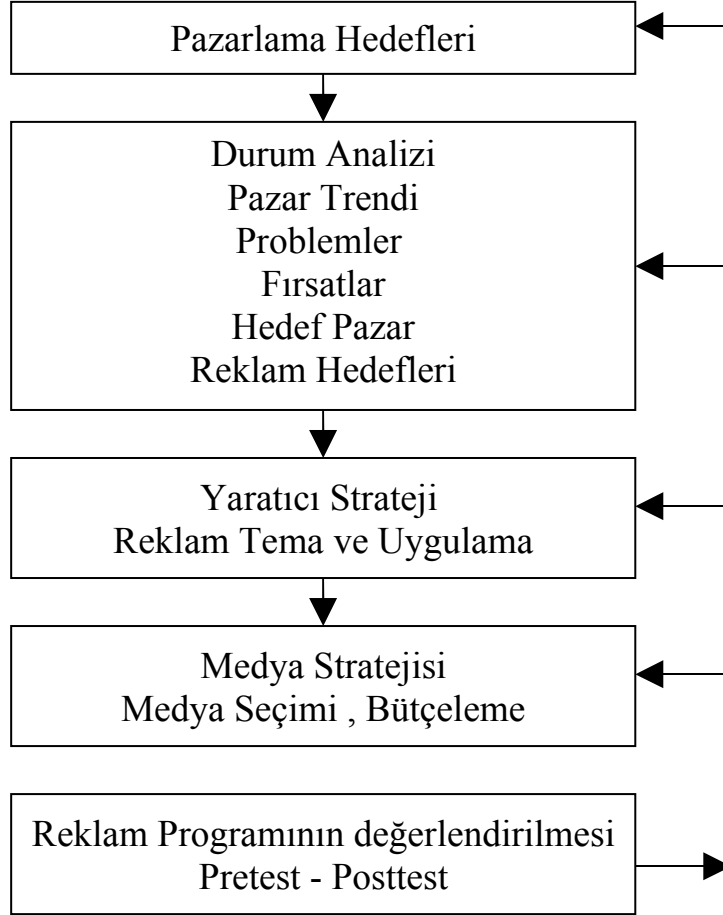 Pazarlama Hedefleri
Durum Analizi
Pazar Trendi
Problemler
Fırsatlar
Hedef Pazar
Reklam Hedefleri
Yaratıcı Strateji
Reklam Tema ve Uygulama
Medya Stratejisi
Medya Seçimi , Bütçeleme
Reklam Programının değerlendirilmesi
Pretest - Posttest